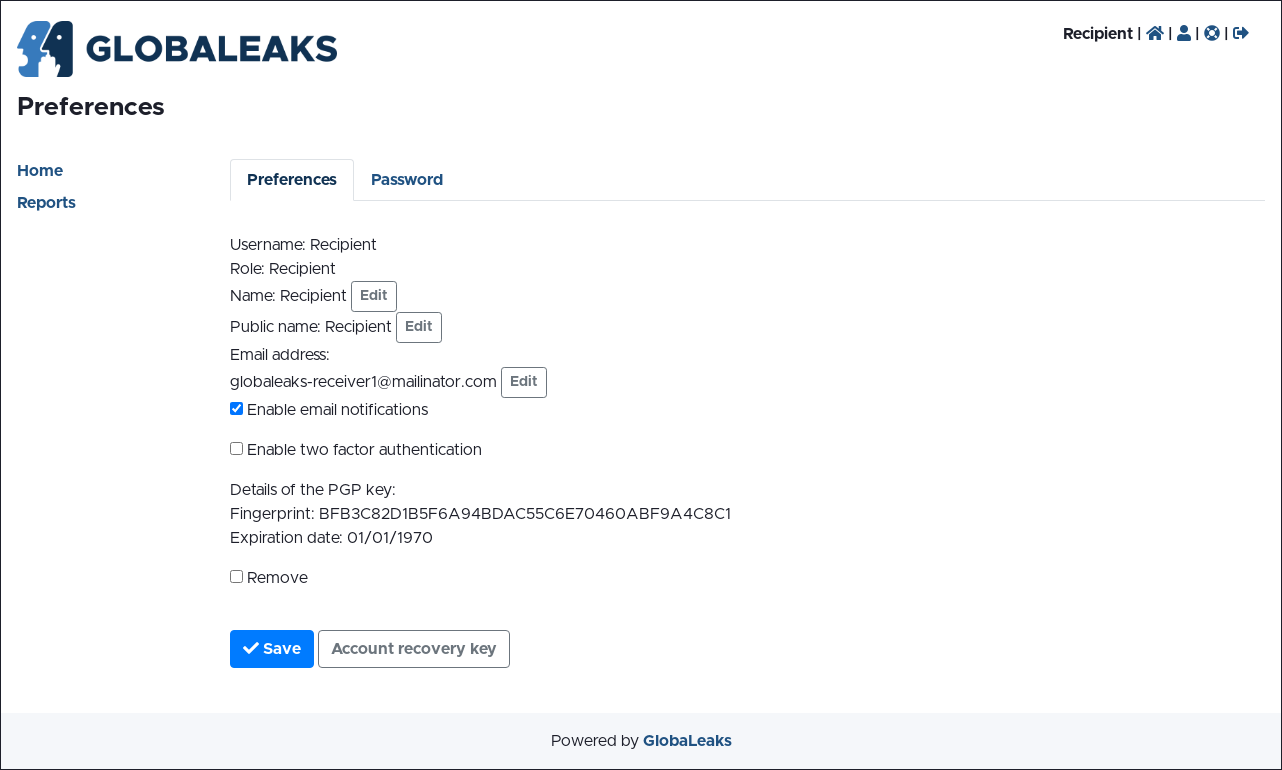 GLOBALEAKS
Recipient | | | |
Preferences
Home
Reports
Preferences Password
Username: Recipient
Role: Recipient
Name: Recipient Edit
Public name: Recipient Edit
Email address:
globaleaks-receiver1@mailinator.com Edit
Enable email notifications
Enable two factor authentication
Details of the PGP key:
Fingerprint: BFB3C82D1B5F6A94BDAC55C6E70460ABF9A4C8C1
Expiration date: 01/01/1970
Remove
Save Account recovery key
Powered by GlobaLeaks